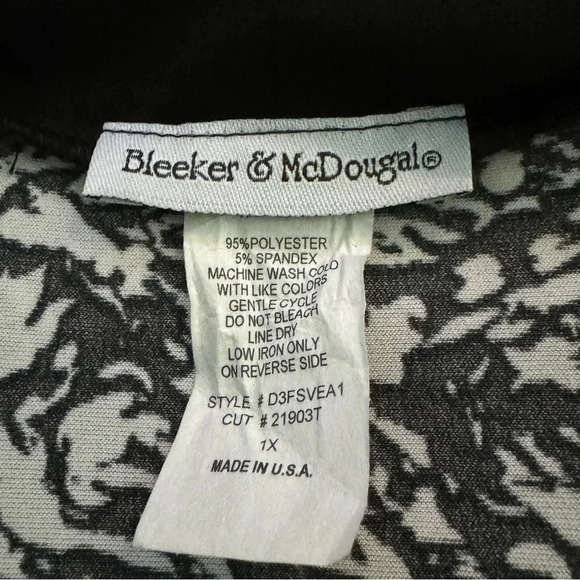 Bleeker & McDougal®
95%POLYESTER
5% SPANDEX
MACHINE WASH COLD
WITH LIKE COLORS
GENTLE CYCLE
DO NOT BLEACH
LINE DRY
LOW IRON ONLY
ON REVERSE SIDE
STYLE # D3FSVEA1
CUT # 21903T
1X
MADE IN U.S.A.